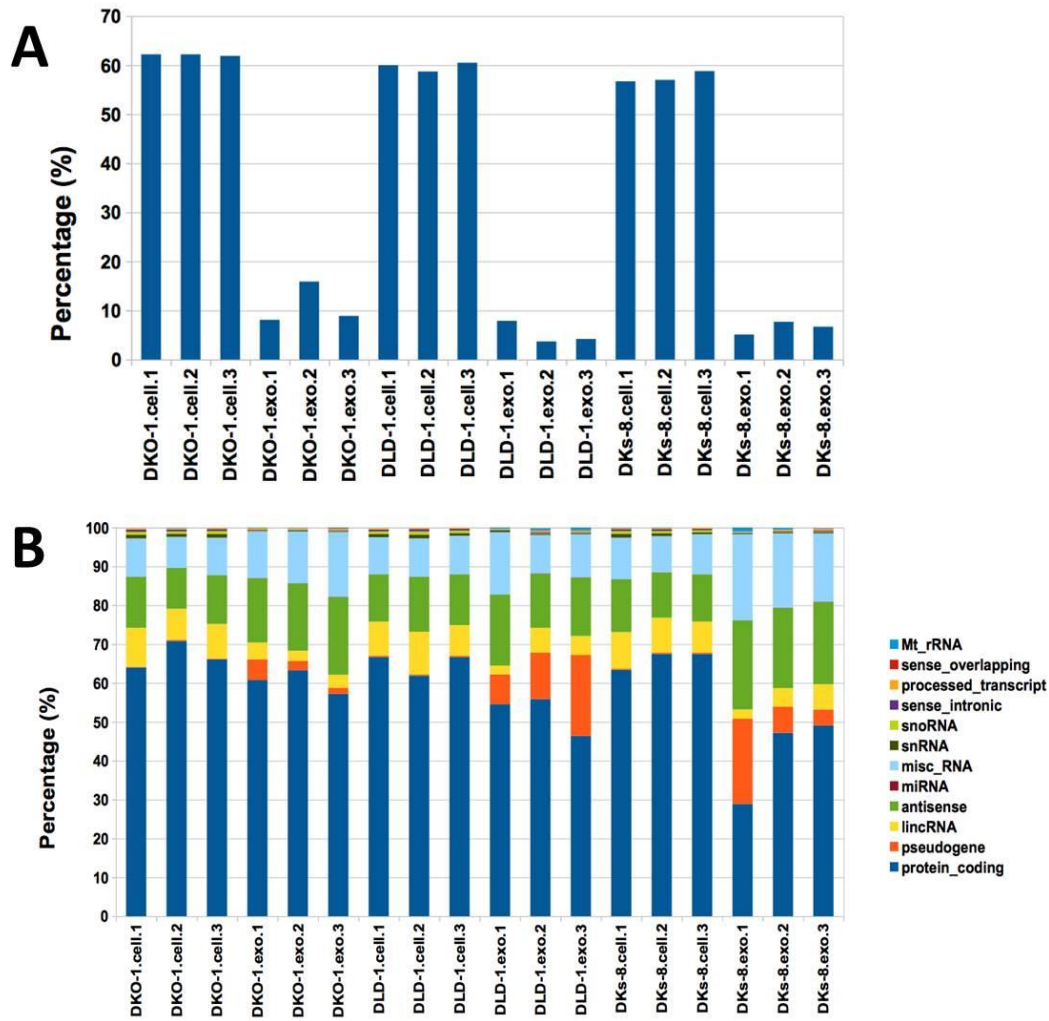 A
Percentage (%)
70
60
50
40
30
20
10
0
DKO-1.cell.1
DKO-1.cell.2
DKO-1.cell.3
DKO-1.exo.1
DKO-1.exo.2
DKO-1.exo.3
DLD-1.cell.1
DLD-1.cell.2
DLD-1.cell.3
DLD-1.exo.1
DLD-1.exo.2
DLD-1.exo.3
DKs-8.cell.1
DKs-8.cell.2
DKs-8.cell.3
DKs-8.exo.1
DKs-8.exo.2
DKs-8.exo.3
B
Percentage (%)
100
90
80
70
60
50
40
30
20
10
0
DKO-1.cell.1
DKO-1.cell.2
DKO-1.cell.3
DKO-1.exo.1
DKO-1.exo.2
DKO-1.exo.3
DLD-1.cell.1
DLD-1.cell.2
DLD-1.cell.3
DLD-1.exo.1
DLD-1.exo.2
DLD-1.exo.3
DKs-8.cell.1
DKs-8.cell.2
DKs-8.cell.3
DKs-8.exo.1
DKs-8.exo.2
DKs-8.exo.3
Mt_rRNA
sense_overlapping
processed_transcript
sense_intronic
snoRNA
snRNA
misc_RNA
miRNA
antisense
lincRNA
pseudogene
protein_coding